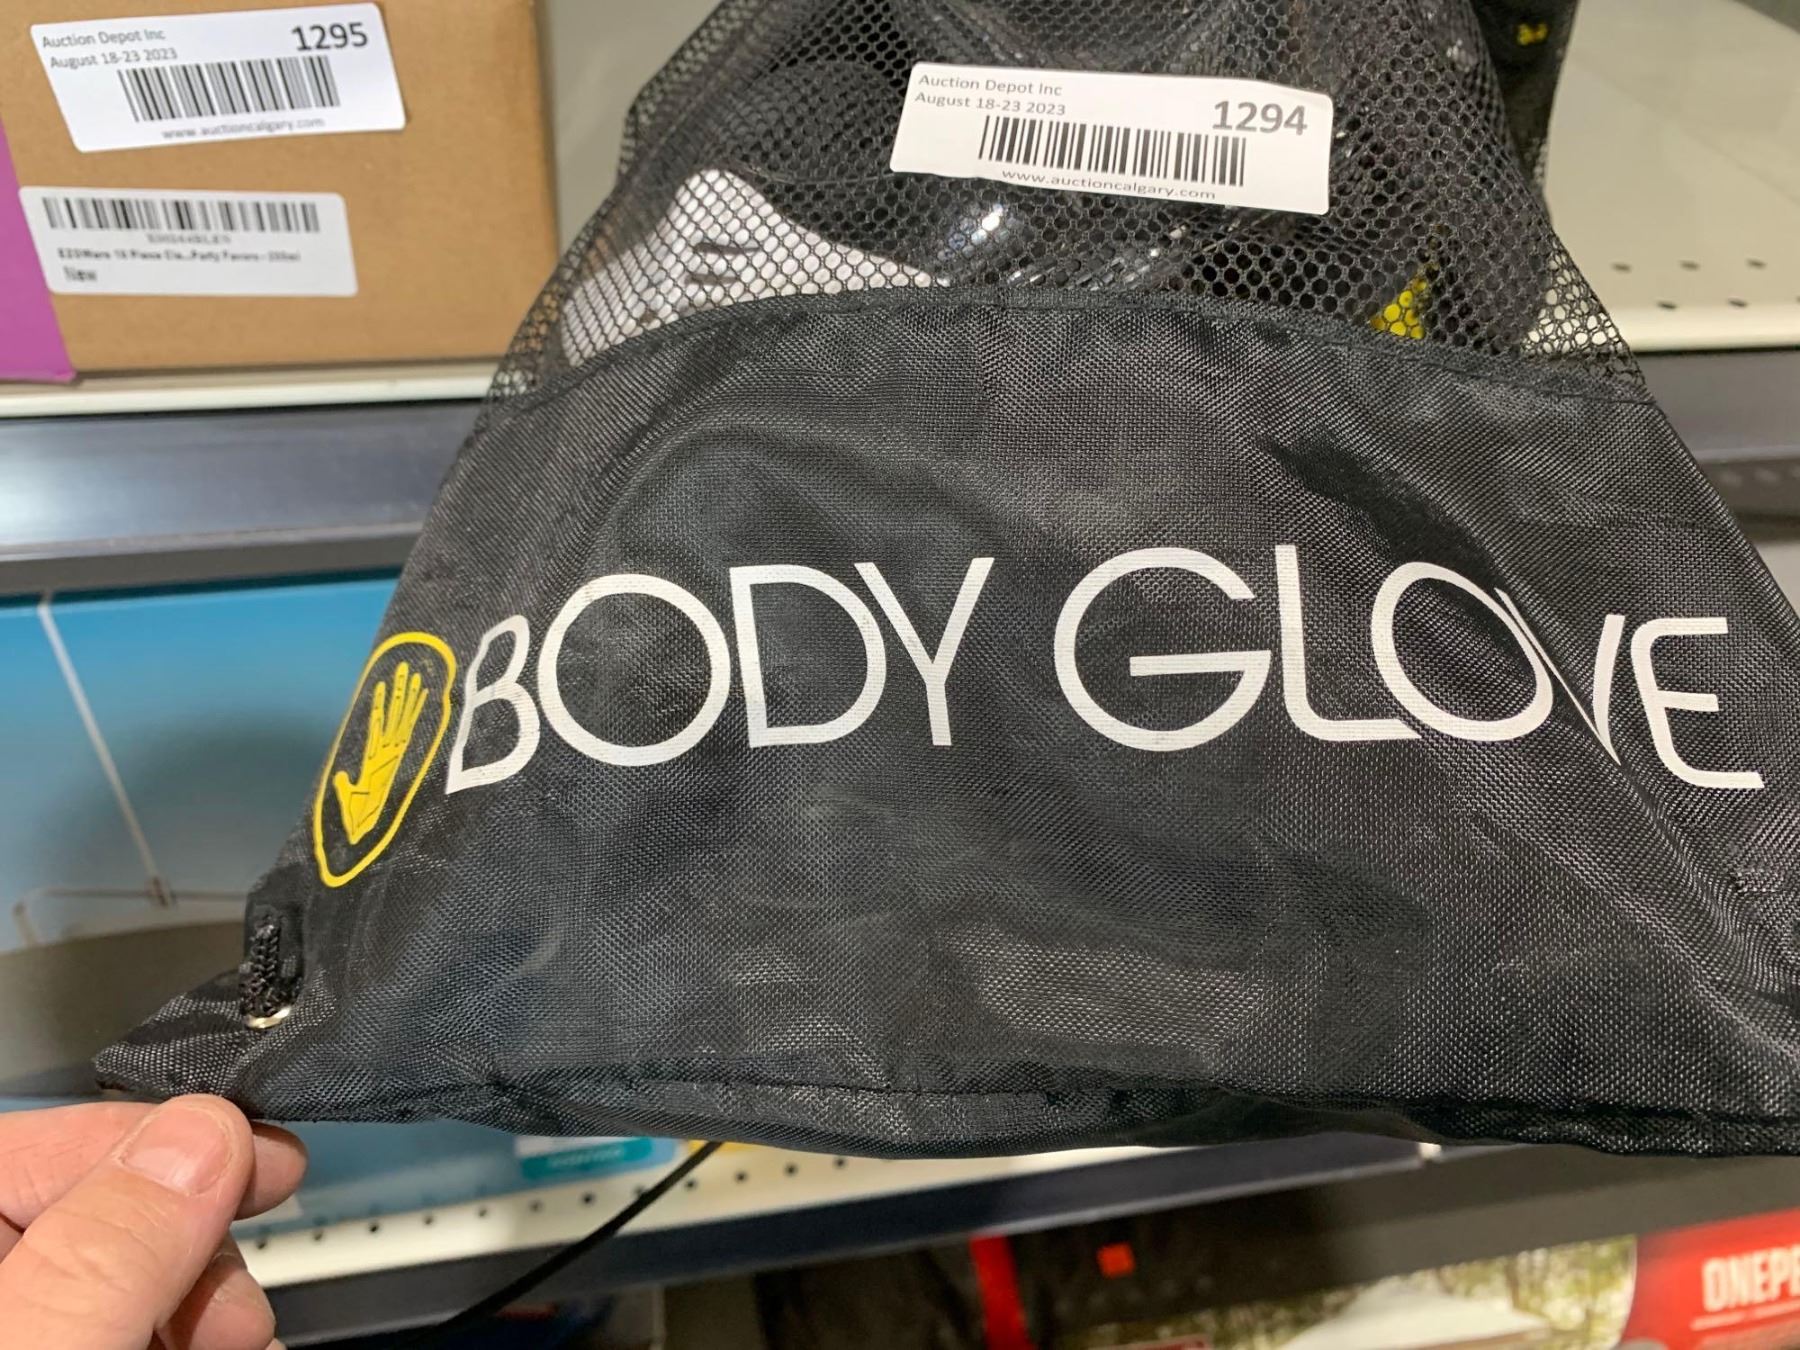 Auction Depot Inc
August 18-23 2023
1295
www.auctioncalgary.com
New
Auction Depot Inc
August 18-23 2023
1294
www.auctioncalgary.com
BODY GLOVE